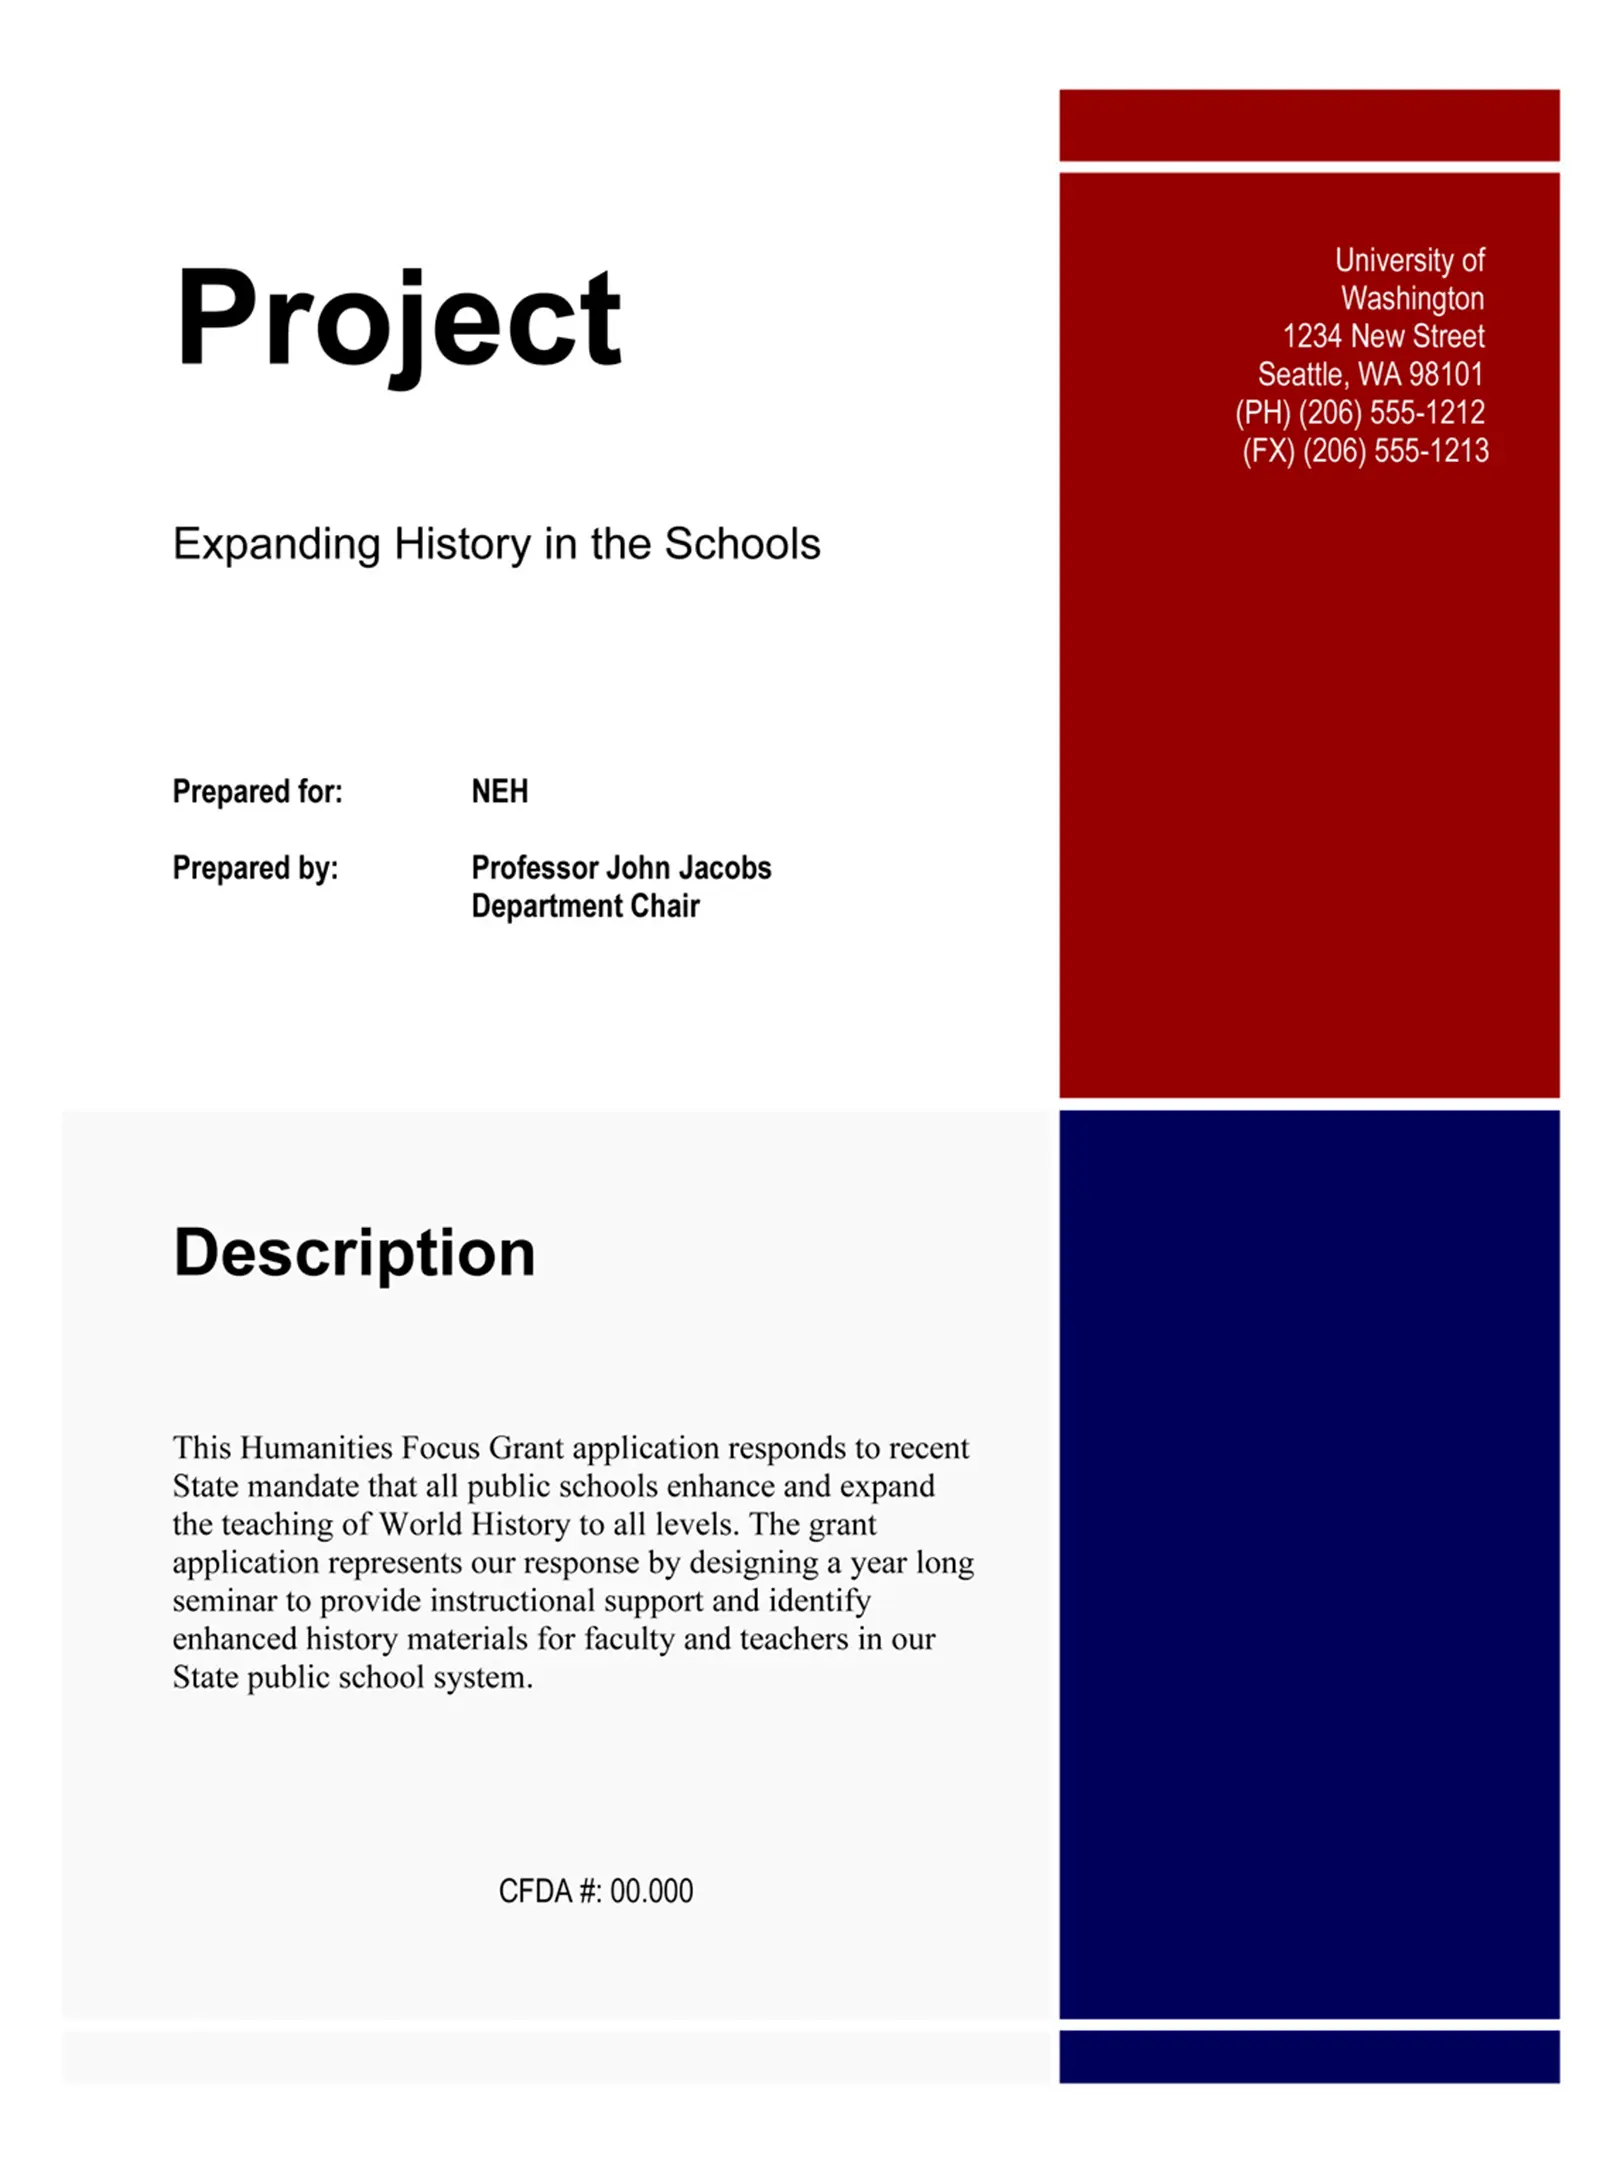 Project
University of
Washington
1234 New Street
Seattle, WA 98101
(PH) (206) 555-1212
(FX) (206) 555-1213
Expanding History in the Schools
Prepared for: NEH
Prepared by: Professor John Jacobs
Department Chair
Description
This Humanities Focus Grant application responds to recent
State mandate that all public schools enhance and expand
the teaching of World History to all levels. The grant
application represents our response by designing a year long
seminar to provide instructional support and identify
enhanced history materials for faculty and teachers in our
State public school system.
CFDA #: 00.000